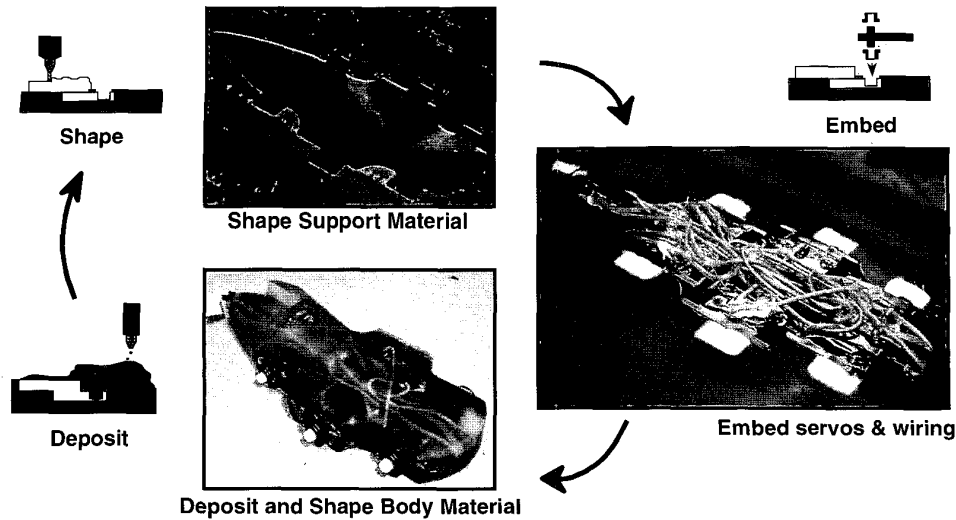 Shape
Shape Support Material
Embed
Embed servos & wiring
Deposit
Deposit and Shape Body Material